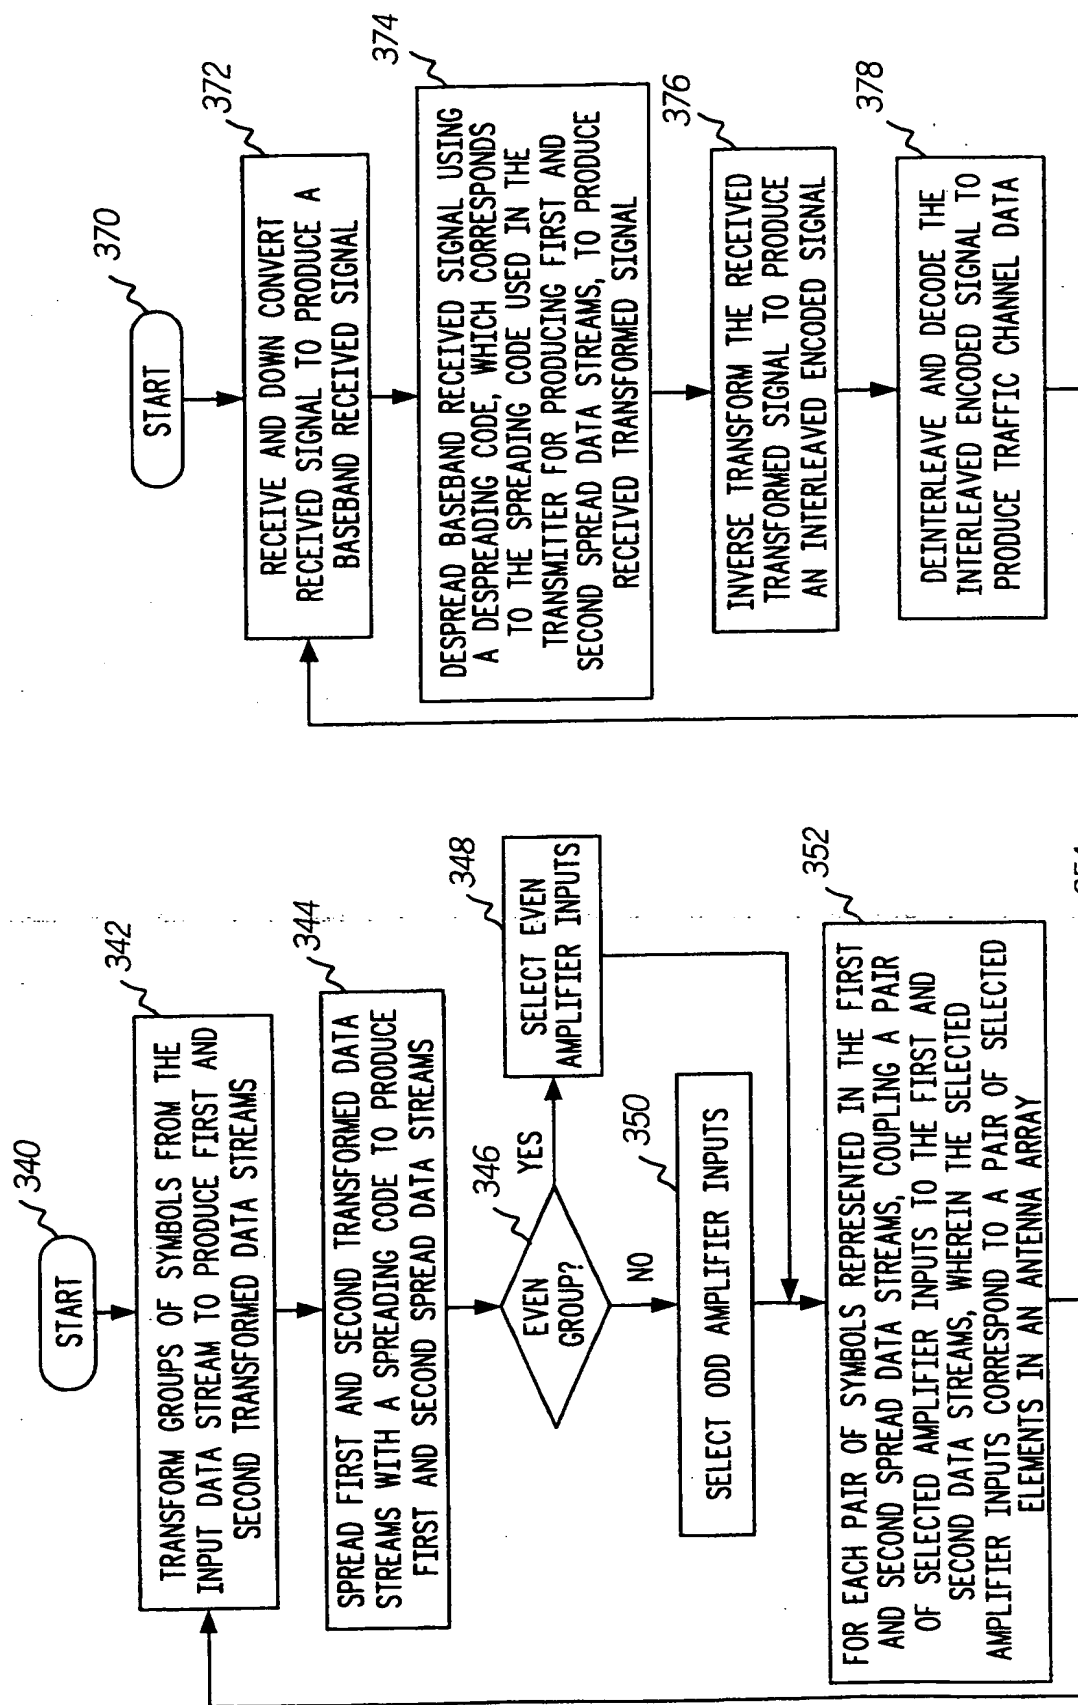 340
START
342
TRANSFORM GROUPS OF SYMBOLS FROM THE
INPUT DATA STREAM TO PRODUCE FIRST AND
SECOND TRANSFORMED DATA STREAMS
344
SPREAD FIRST AND SECOND TRANSFORMED DATA
STREAMS WITH A SPREADING CODE TO PRODUCE
FIRST AND SECOND SPREAD DATA STREAMS
346
EVEN
GROUP?
YES
348
SELECT EVEN
AMPLIFIER INPUTS
NO
350
SELECT ODD AMPLIFIER INPUTS
352
FOR EACH PAIR OF SYMBOLS REPRESENTED IN THE FIRST
AND SECOND SPREAD DATA STREAMS, COUPLING A PAIR
OF SELECTED AMPLIFIER INPUTS TO THE FIRST AND
SECOND DATA STREAMS, WHEREIN THE SELECTED
AMPLIFIER INPUTS CORRESPOND TO A PAIR OF SELECTED
ELEMENTS IN AN ANTENNA ARRAY
370
START
372
RECEIVE AND DOWN CONVERT
RECEIVED SIGNAL TO PRODUCE A
BASEBAND RECEIVED SIGNAL
374
DESPREAD BASEBAND RECEIVED SIGNAL USING
A DESPREADING CODE, WHICH CORRESPONDS
TO THE SPREADING CODE USED IN THE
TRANSMITTER FOR PRODUCING FIRST AND
SECOND SPREAD DATA STREAMS, TO PRODUCE
RECEIVED TRANSFORMED SIGNAL
376
INVERSE TRANSFORM THE RECEIVED
TRANSFORMED SIGNAL TO PRODUCE
AN INTERLEAVED ENCODED SIGNAL
378
DEINTERLEAVE AND DECODE THE
INTERLEAVED ENCODED SIGNAL TO
PRODUCE TRAFFIC CHANNEL DATA